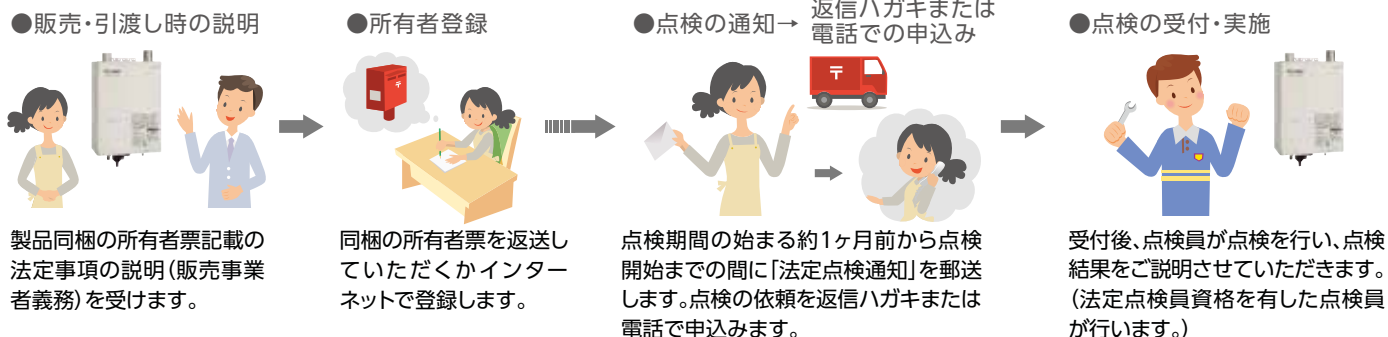 ●販売・引渡し時の説明
製品同梱の所有者票記載の
法定事項の説明(販売事業
者義務)を受けます。
●所有者登録
同梱の所有者票を返送し
ていただくかインター
ネットで登録します。
●点検の通知→ 返信ハガキまたは
電話での申込み
〒
点検期間の始まる約1ヶ月前から点検
開始までの間に「法定点検通知」を郵送
します。点検の依頼を返信ハガキまたは
電話で申込みます。
●点検の受付・実施
受付後、点検員が点検を行い、点検
結果をご説明させていただきます。
(法定点検員資格を有した点検員
が行います。)